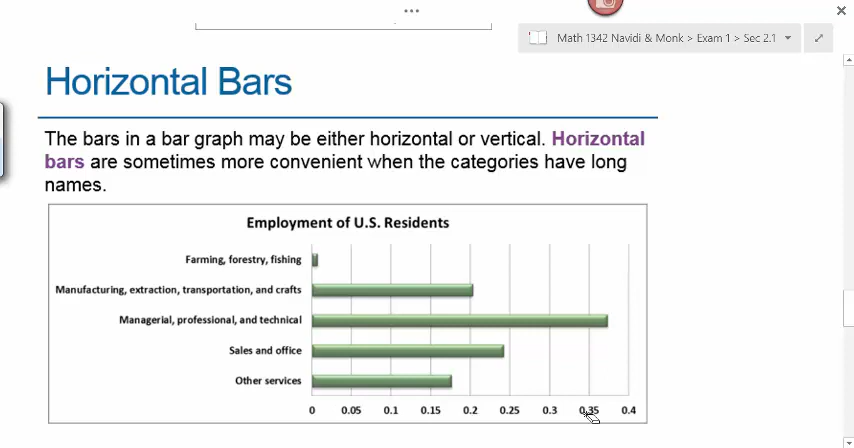 Math 1342 Navidi & Monk > Exam 1 > Sec 2.1
Horizontal Bars
The bars in a bar graph may be either horizontal or vertical. Horizontal
bars are sometimes more convenient when the categories have long
names.
Employment of U.S. Residents
Farming, forestry, fishing
Manufacturing, extraction, transportation, and crafts
Managerial, professional, and technical
Sales and office
Other services
0 0.05 0.1 0.15 0.2 0.25 0.3 0.35 0.4